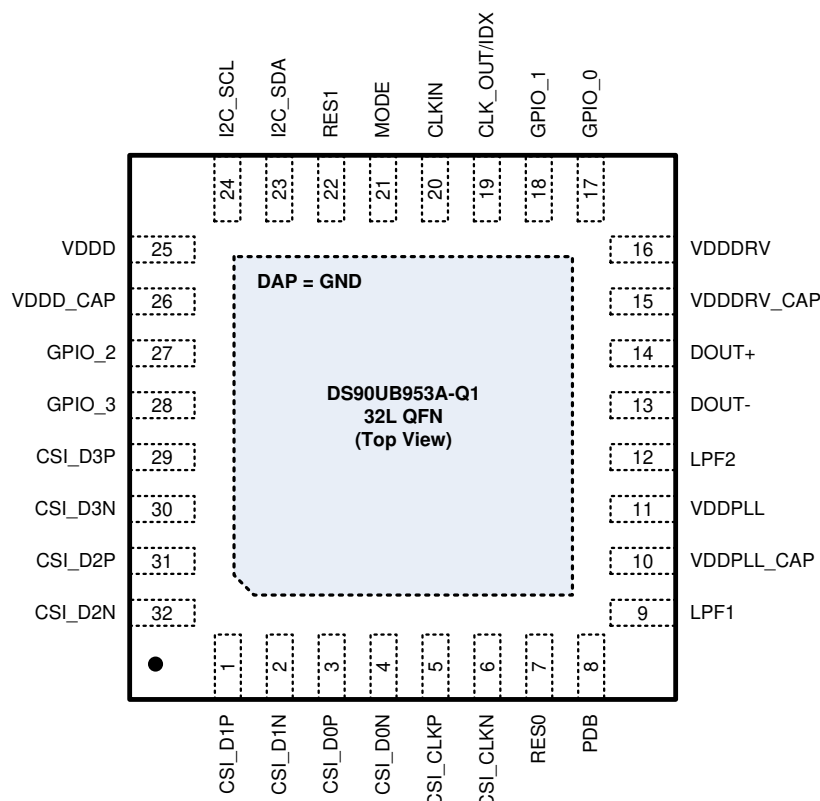 I2C_SCL
I2C_SDA
RES1
MODE
CLKIN
CLK_OUT/IDX
GPIO_1
GPIO_0
24
23
22
21
20
19
18
17
VDDD 25
VDDD_CAP 26
GPIO_2 27
GPIO_3 28
CSI_D3P 29
CSI_D3N 30
CSI_D2P 31
CSI_D2N 32
DAP = GND
DS90UB953A-Q1
32L QFN
(Top View)
16 VDDDRV
15 VDDDRV_CAP
14 DOUT+
13 DOUT-
12 LPF2
11 VDDPLL
10 VDDPLL_CAP
9 LPF1
1
2
3
4
5
6
7
8
CSI_D1P
CSI_D1N
CSI_D0P
CSI_D0N
CSI_CLKP
CSI_CLKN
RES0
PDB